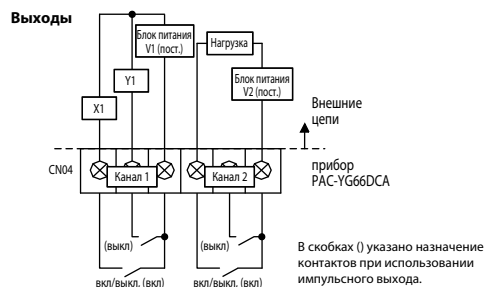 Выходы
Блок питания
V1 (пост.)
Нагрузка
Y1
Блок питания
V2 (пост.)
X1
Внешние
цепи
CN04
Канал 1
Канал 2
прибор
PAC-YG66DCA
(выкл)
(выкл)
В скобках () указано назначение
контактов при использовании
импульсного выхода.
вкл/выкл. (вкл)
вкл/выкл. (вкл)